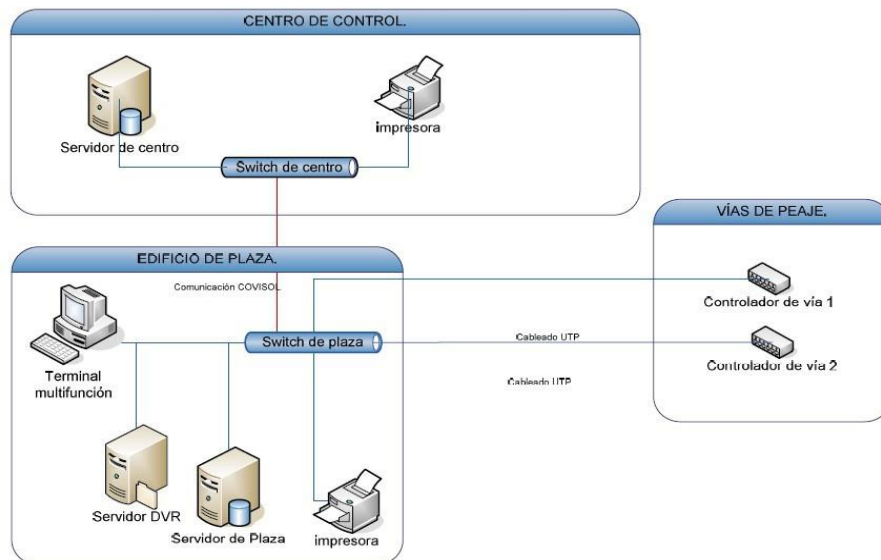 CENTRO DE CONTROL.
Servidor de centro
impresora
Switch de centro
VÍAS DE PEAJE.
Controlador de vía 1
Controlador de vía 2
EDIFICIO DE PLAZA.
Comunicación COVISOL
Terminal
multifunción
Switch de plaza
Cableado UTP
Cableado UTP
Servidor DVR
Servidor de Plaza
impresora